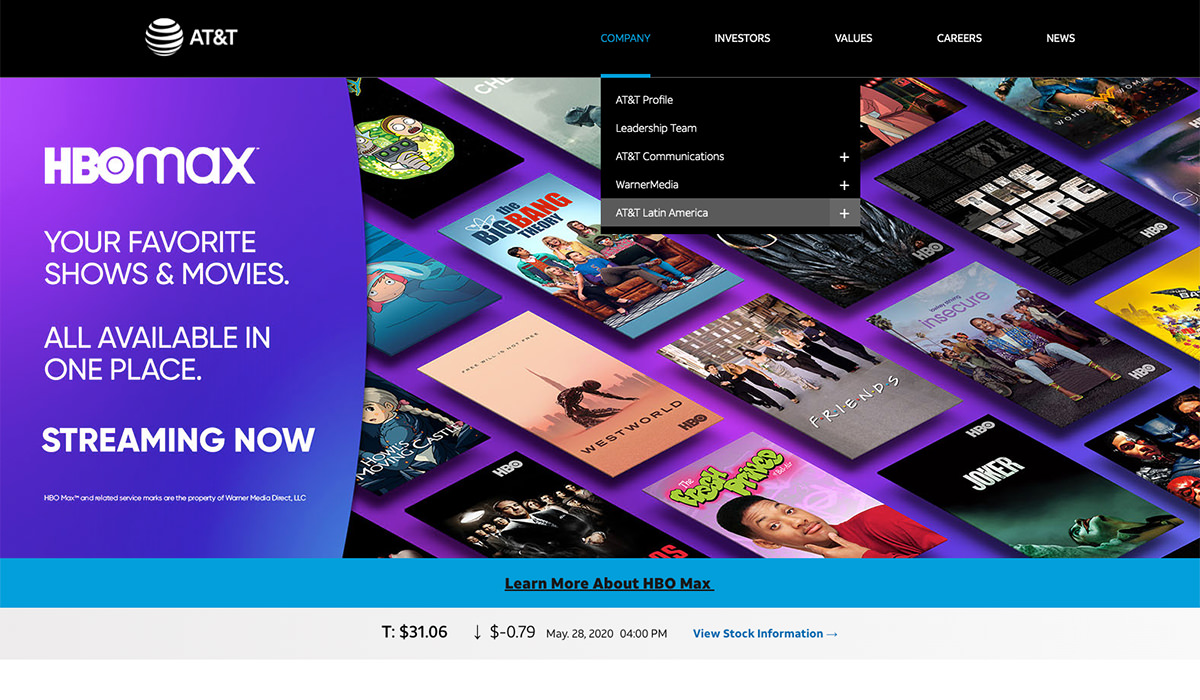 AT&T
COMPANY
INVESTORS
VALUES
CAREERS
NEWS
AT&T Profile
Leadership Team
AT&T Communications +
WarnerMedia +
AT&T Latin America +
HBOmax™
YOUR FAVORITE
SHOWS & MOVIES.
ALL AVAILABLE IN
ONE PLACE.
STREAMING NOW
HBO Max™ and related service marks are the property of Warner Media Direct, LLC
WONDER WOMAN
the
BIG BANG
THEORY
HBO
THE
WIRE
HBO
FREE WILL IS NOT FREE
WESTWORLD
HBO
FRIENDS
insecure
HBO
HOWL'S
MOVING CASTLE
HBO
The
Fresh
Prince
of Bel-Air
HBO
JOKER
Learn More About HBO Max
T: $31.06 ↓ $-0.79 May. 28, 2020 04:00 PM View Stock Information →